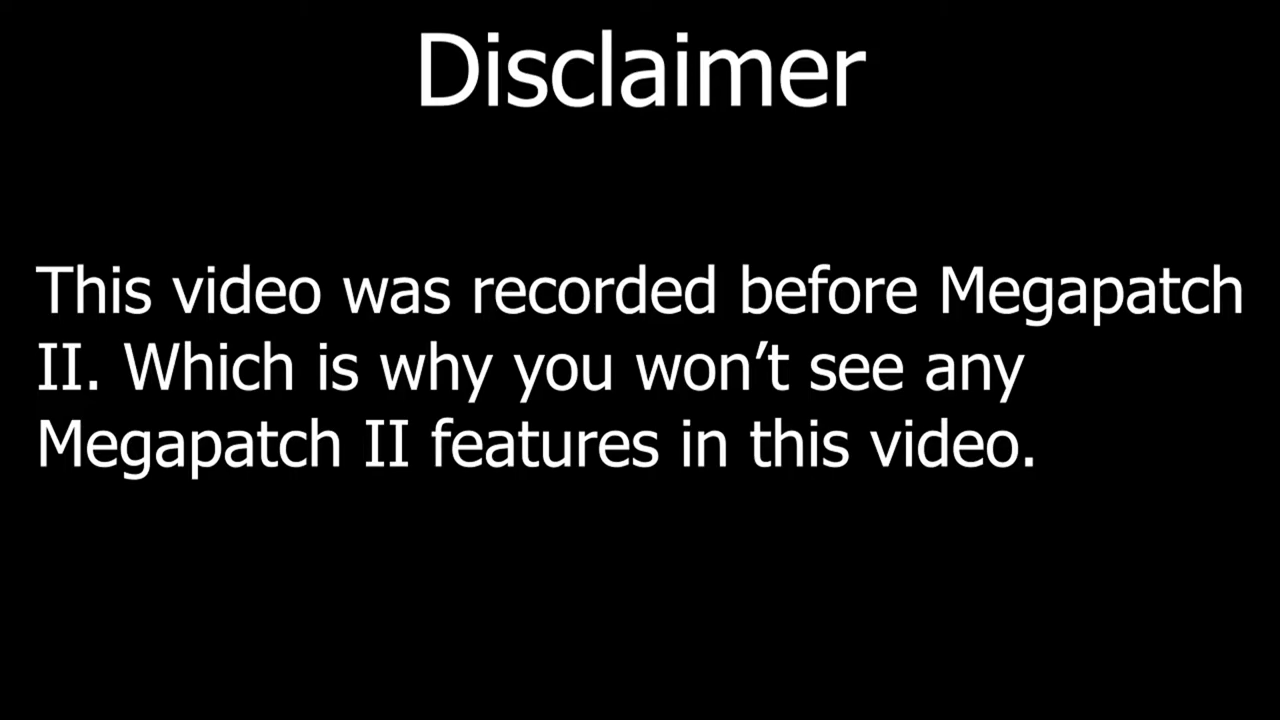 Disclaimer
This video was recorded before Megapatch
II. Which is why you won’t see any
Megapatch II features in this video.